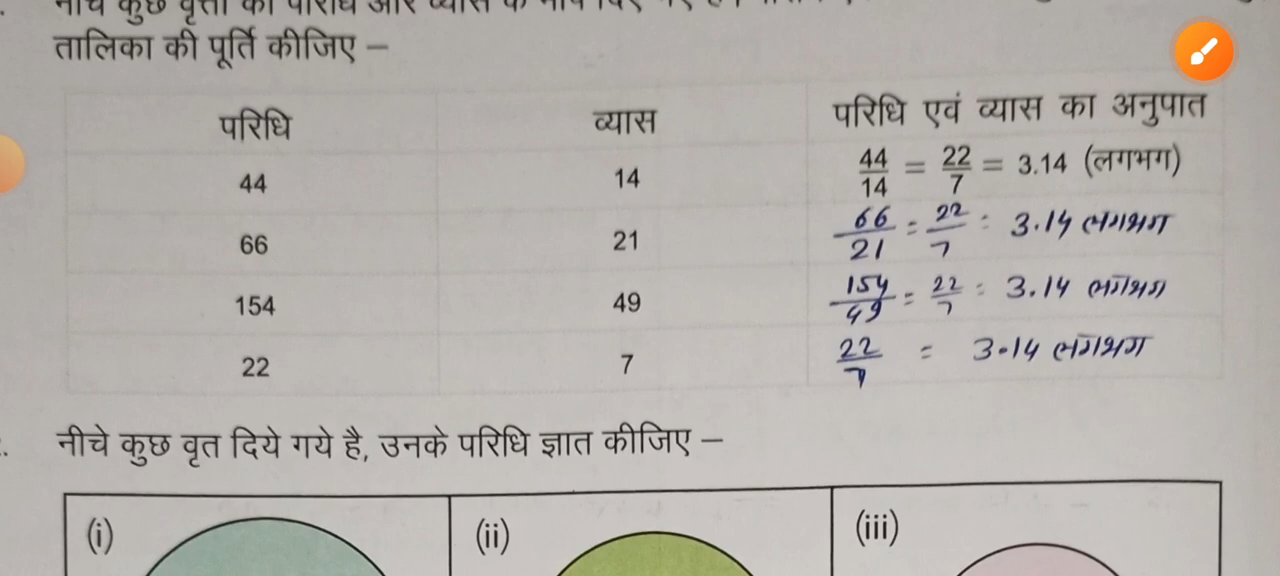 तालिका की पूर्ति कीजिए –
परिधि व्यास परिधि एवं व्यास का अनुपात
44 14 44/14 = 22/7 = 3.14 (लगभग)
66 21 66/21 = 22/7 = 3.14 लगभग
154 49 154/49 = 22/7 = 3.14 लगभग
22 7 22/7 = 3.14 लगभग
नीचे कुछ वृत दिये गये है, उनके परिधि ज्ञात कीजिए –
(i) (ii) (iii)